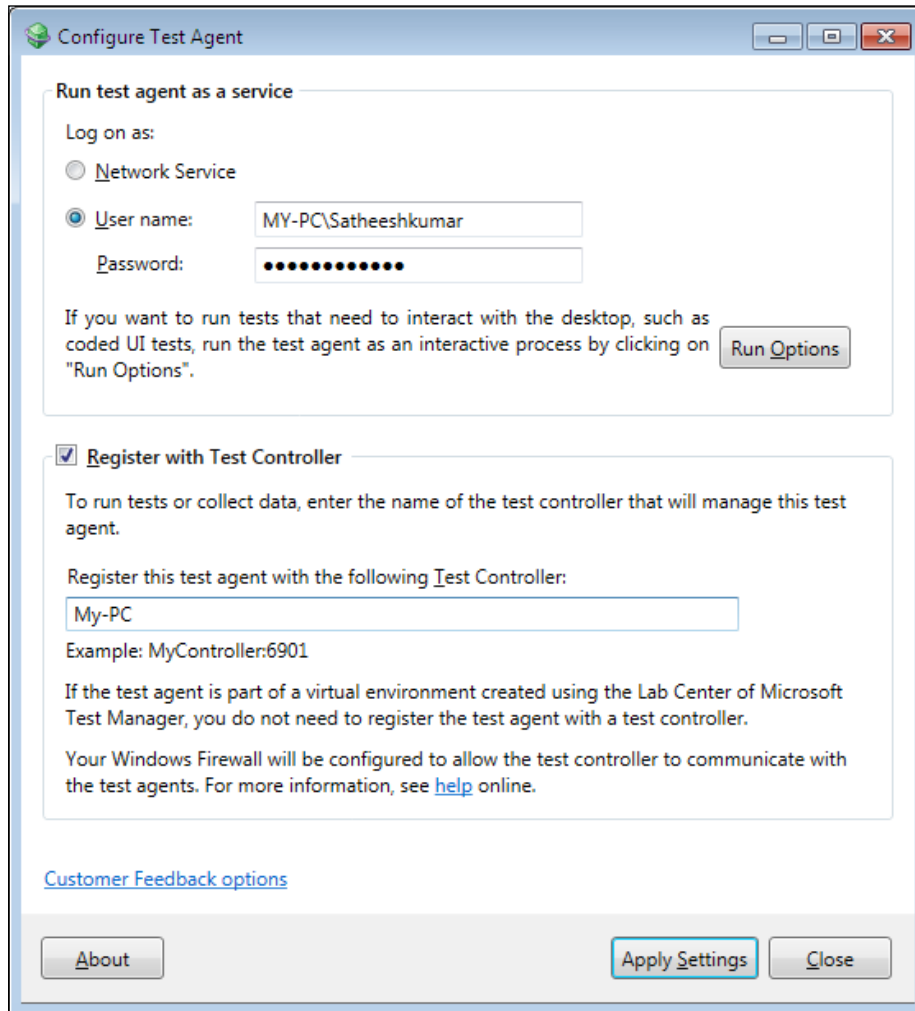 Configure Test Agent
Run test agent as a service
Log on as:
Network Service
User name:
MY-PC\Satheeshkumar
Password:
●●●●●●●●●●●●
If you want to run tests that need to interact with the desktop, such as
coded UI tests, run the test agent as an interactive process by clicking on
"Run Options".
Run Options
Register with Test Controller
To run tests or collect data, enter the name of the test controller that will manage this test
agent.
Register this test agent with the following Test Controller:
My-PC
Example: MyController:6901
If the test agent is part of a virtual environment created using the Lab Center of Microsoft
Test Manager, you do not need to register the test agent with a test controller.
Your Windows Firewall will be configured to allow the test controller to communicate with
the test agents. For more information, see help online.
Customer Feedback options
About
Apply Settings
Close